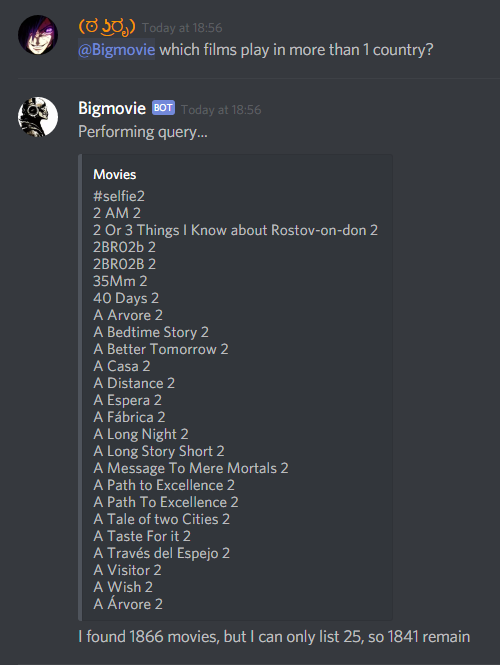 (ಠ ͜ʖಠೃ) Today at 18:56
@Bigmovie which films play in more than 1 country?
Bigmovie BOT Today at 18:56
Performing query...
Movies
#selfie2
2 AM 2
2 Or 3 Things I Know about Rostov-on-don 2
2BR02b 2
2BR02B 2
35Mm 2
40 Days 2
A Arvore 2
A Bedtime Story 2
A Better Tomorrow 2
A Casa 2
A Distance 2
A Espera 2
A Fábrica 2
A Long Night 2
A Long Story Short 2
A Message To Mere Mortals 2
A Path to Excellence 2
A Path To Excellence 2
A Tale of two Cities 2
A Taste For it 2
A Través del Espejo 2
A Visitor 2
A Wish 2
A Árvore 2
I found 1866 movies, but I can only list 25, so 1841 remain